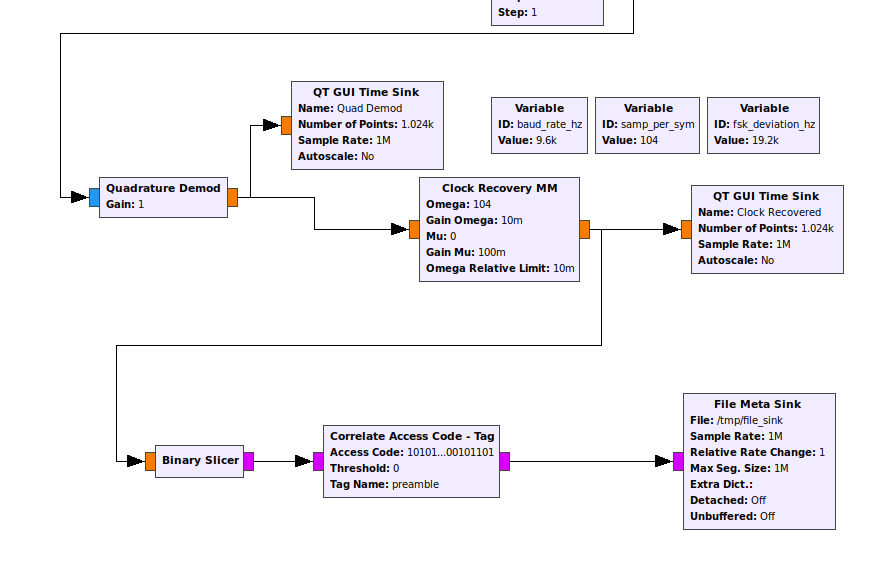 Step: 1
QT GUI Time Sink
Name: Quad Demod
Number of Points: 1.024k
Sample Rate: 1M
Autoscale: No
Variable
ID: baud_rate_hz
Value: 9.6k
Variable
ID: samp_per_sym
Value: 104
Variable
ID: fsk_deviation_hz
Value: 19.2k
Quadrature Demod
Gain: 1
Clock Recovery MM
Omega: 104
Gain Omega: 10m
Mu: 0
Gain Mu: 100m
Omega Relative Limit: 10m
QT GUI Time Sink
Name: Clock Recovered
Number of Points: 1.024k
Sample Rate: 1M
Autoscale: No
Binary Slicer
Correlate Access Code - Tag
Access Code: 10101...00101101
Threshold: 0
Tag Name: preamble
File Meta Sink
File: /tmp/file_sink
Sample Rate: 1M
Relative Rate Change: 1
Max Seg. Size: 1M
Extra Dict.:
Detached: Off
Unbuffered: Off